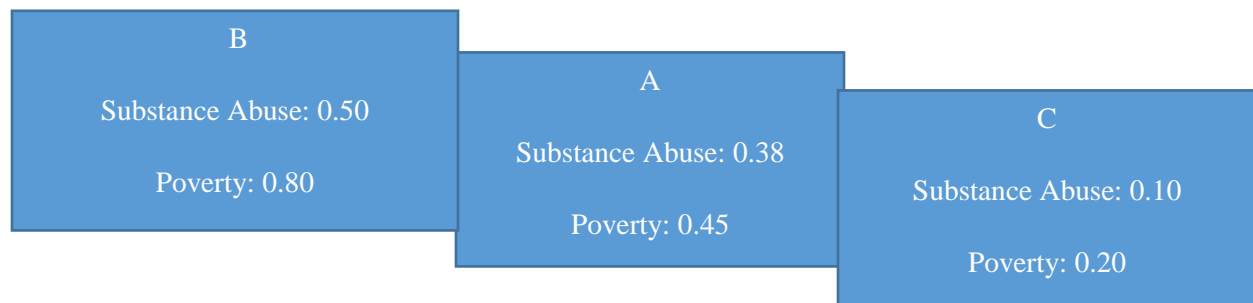 B
Substance Abuse: 0.50
Poverty: 0.80
A
Substance Abuse: 0.38
Poverty: 0.45
C
Substance Abuse: 0.10
Poverty: 0.20